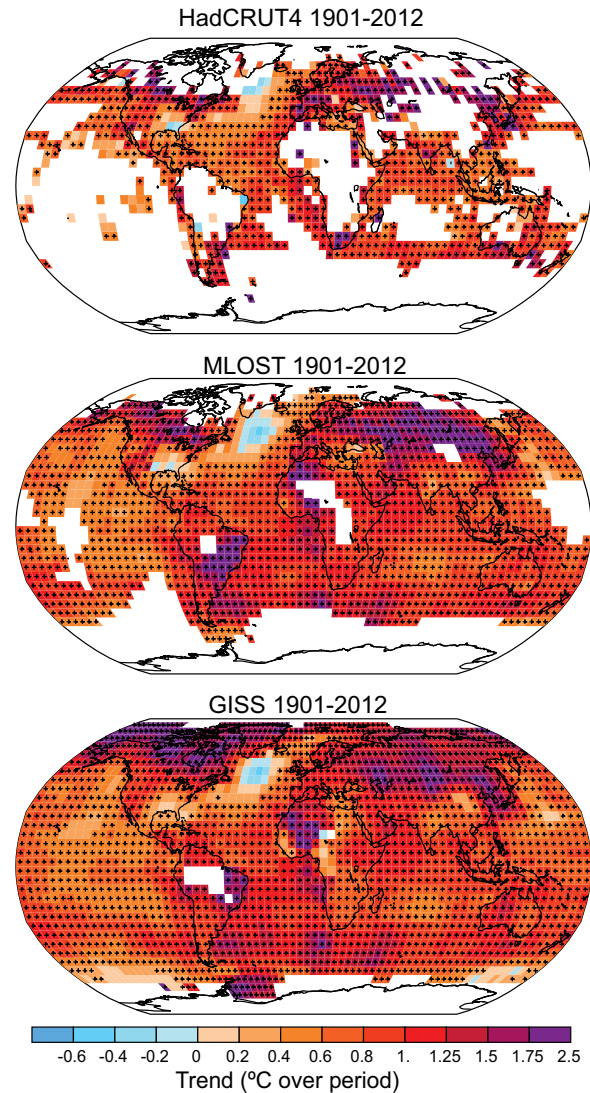 HadCRUT4 1901-2012
MLOST 1901-2012
GISS 1901-2012
-0.6 -0.4 -0.2 0 0.2 0.4 0.6 0.8 1. 1.25 1.5 1.75 2.5
Trend (ºC over period)